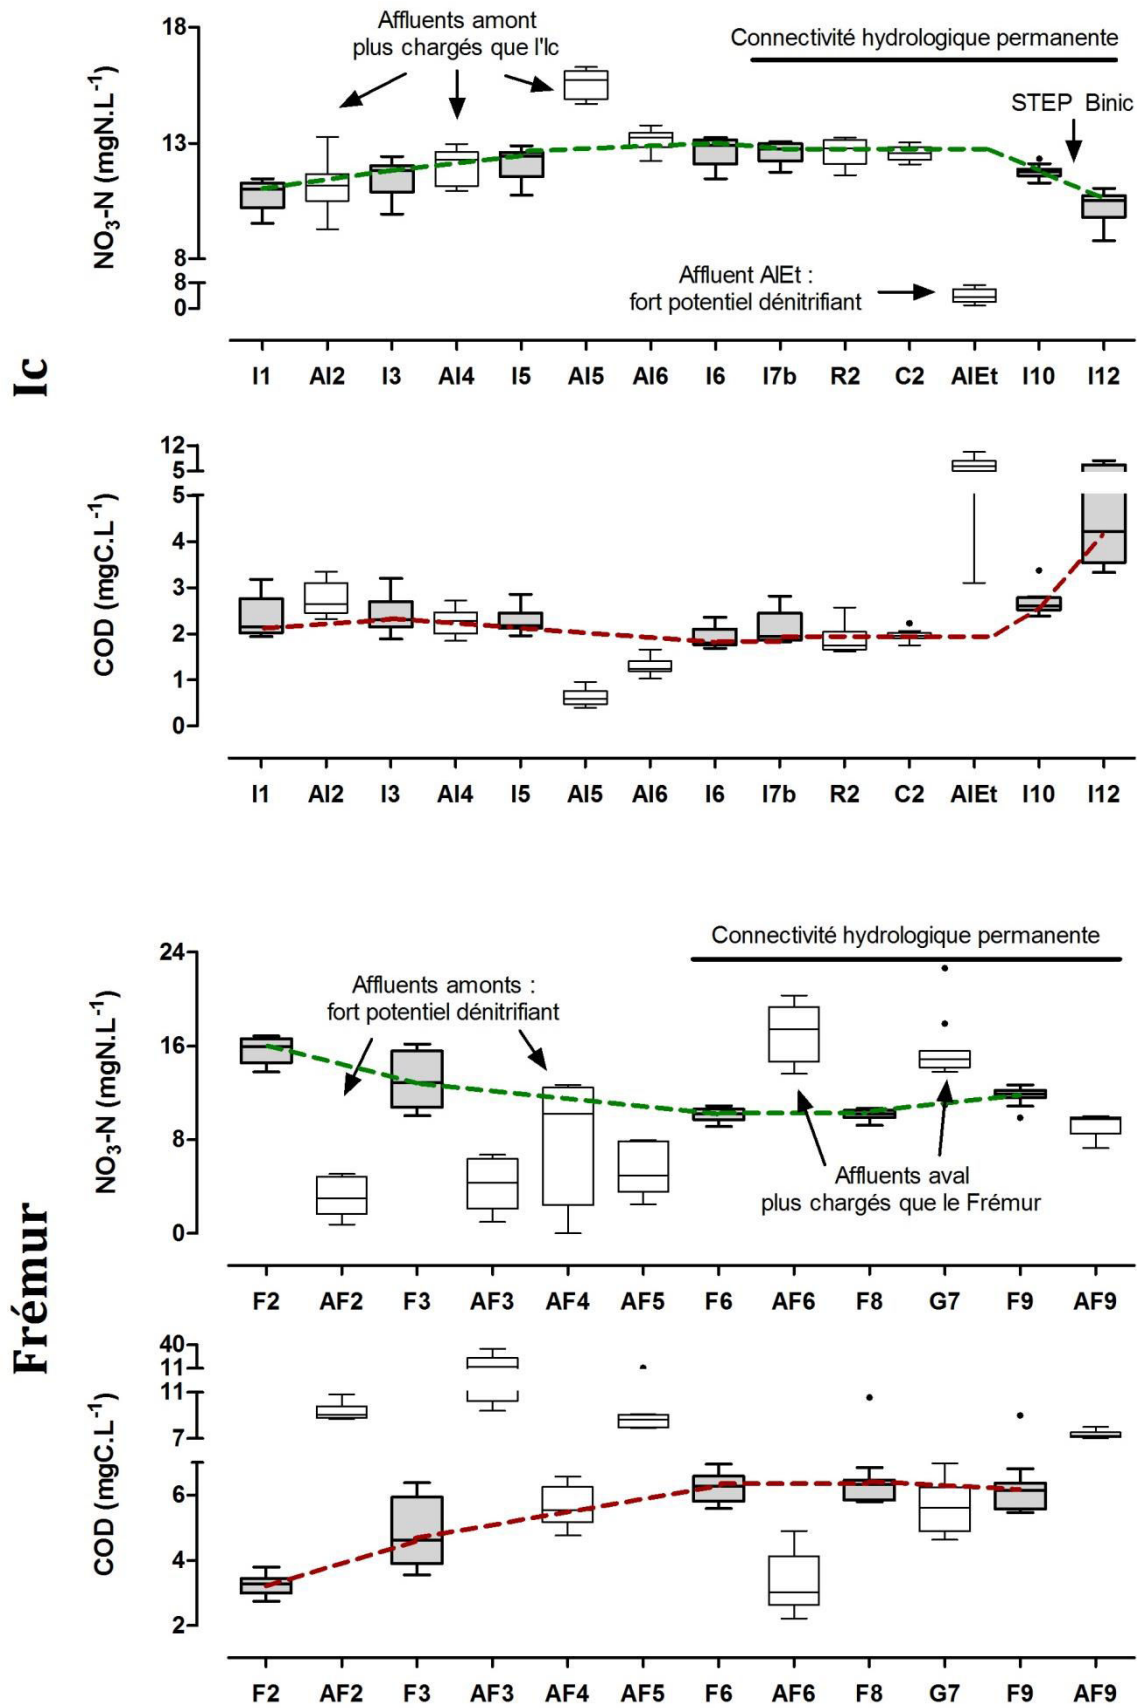 Ic
Affluents amont
plus chargés que l'Ic
Connectivité hydrologique permanente
STEP Binic
Affluent AIEt :
fort potentiel dénitrifiant
NO3-N (mgN.L-1)
18
13
8
8
0
I1 AI2 I3 AI4 I5 AI5 AI6 I6 I7b R2 C2 AIEt I10 I12
COD (mgC.L-1)
12
5
5
4
3
2
1
0
I1 AI2 I3 AI4 I5 AI5 AI6 I6 I7b R2 C2 AIEt I10 I12
Frémur
Connectivité hydrologique permanente
Affluents amonts :
fort potentiel dénitrifiant
Affluents aval
plus chargés que le Frémur
NO3-N (mgN.L-1)
24
16
8
0
F2 AF2 F3 AF3 AF4 AF5 F6 AF6 F8 G7 F9 AF9
COD (mgC.L-1)
40
11
11
7
6
4
2
F2 AF2 F3 AF3 AF4 AF5 F6 AF6 F8 G7 F9 AF9